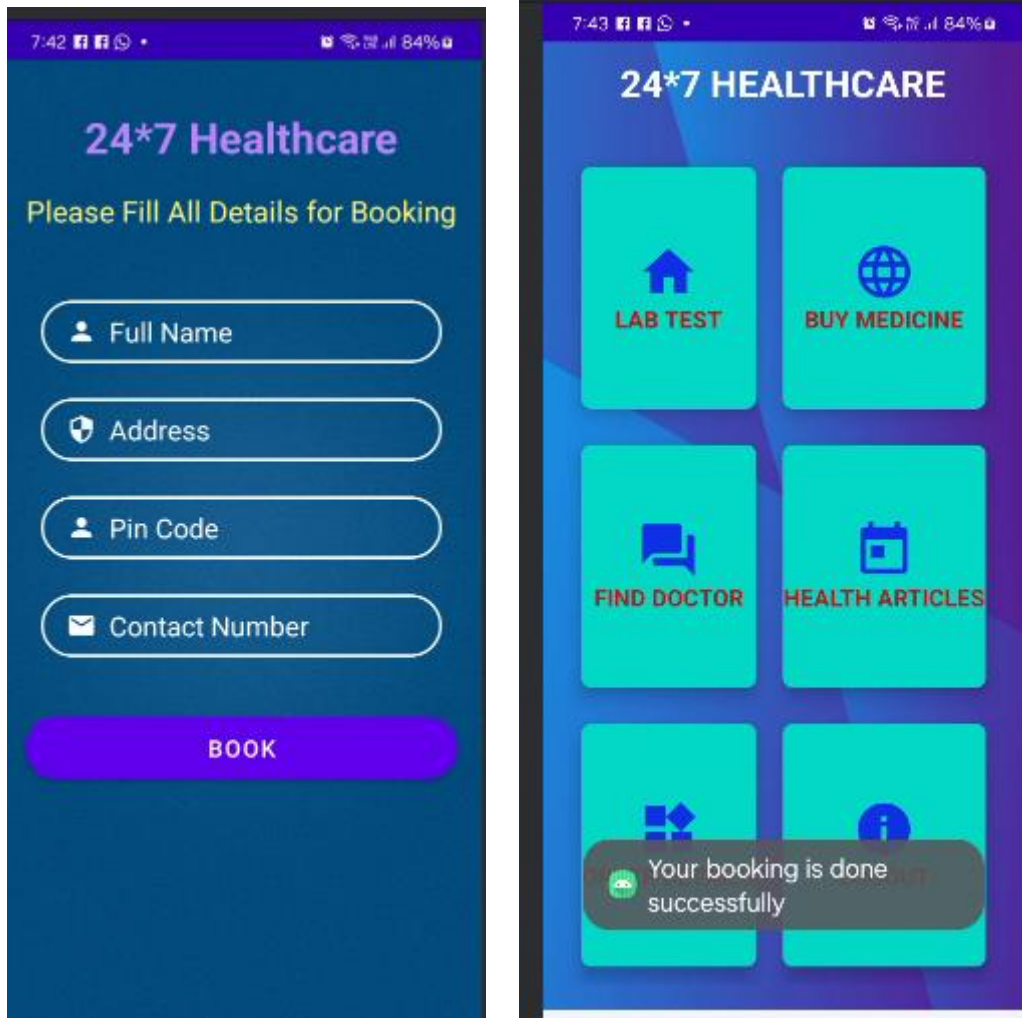 7:42
84%
24*7 Healthcare
Please Fill All Details for Booking
Full Name
Address
Pin Code
Contact Number
BOOK
7:43
84%
24*7 HEALTHCARE
LAB TEST
BUY MEDICINE
FIND DOCTOR
HEALTH ARTICLES
Your booking is done
successfully